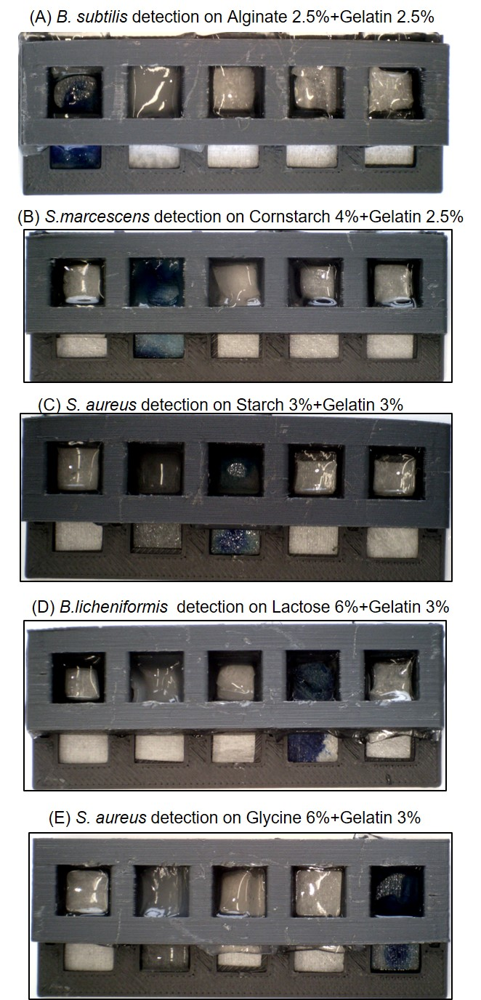 (A) B. subtilis detection on Alginate 2.5%+Gelatin 2.5%
(B) S.marcescens detection on Cornstarch 4%+Gelatin 2.5%
(C) S. aureus detection on Starch 3%+Gelatin 3%
(D) B.licheniformis detection on Lactose 6%+Gelatin 3%
(E) S. aureus detection on Glycine 6%+Gelatin 3%